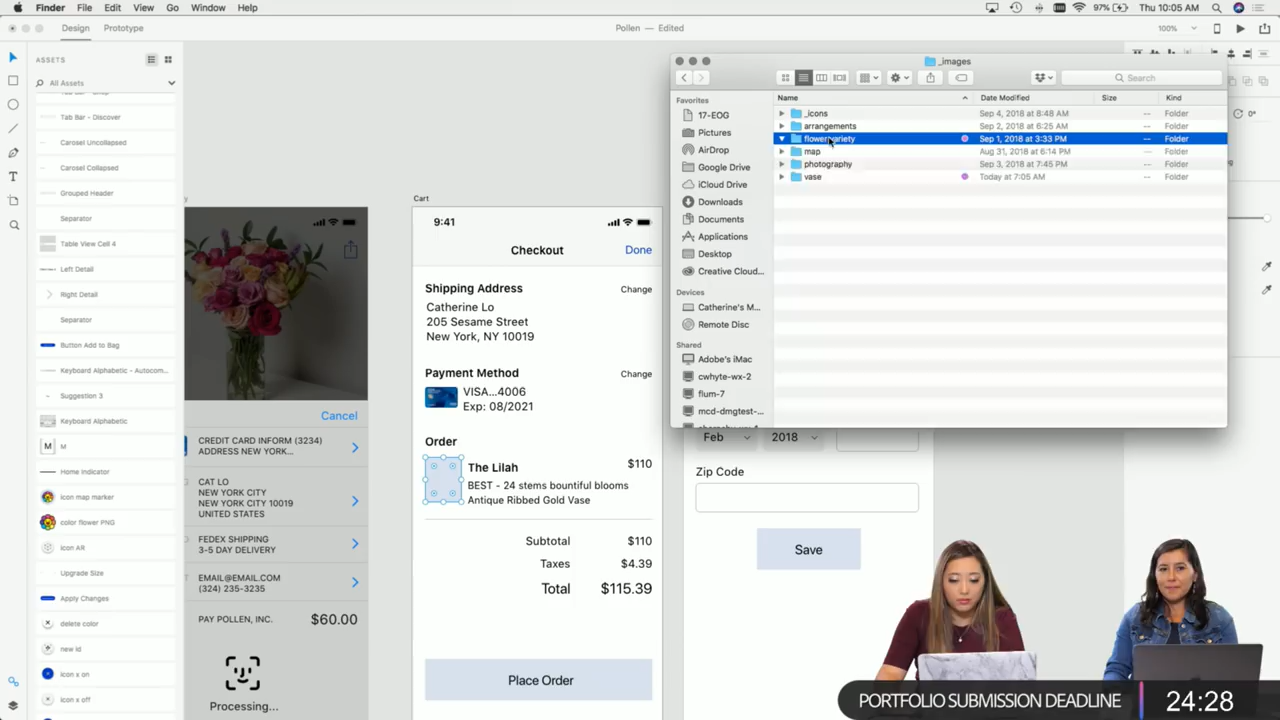 Finder File Edit View Go Window Help
97% Thu 10:05 AM
Design Prototype
Pollen — Edited
100%
ASSETS
All Assets
Tab Bar - Discover
Carousel Uncollapsed
Carousel Collapsed
Grouped Header
Separator
Table View Cell 4
Left Detail
Right Detail
Separator
Button Add to Bag
Keyboard Alphabetic - Autocom...
Suggestion 3
Keyboard Alphabetic
M M
Home Indicator
icon map marker
color flower PNG
icon AR
Upgrade Size
Apply Changes
delete color
new id
Icon x on
Icon x off
Cancel
CREDIT CARD INFORM (3234)
ADDRESS NEW YORK...
CAT LO
NEW YORK CITY
NEW YORK CITY 10019
UNITED STATES
FEDEX SHIPPING
3-5 DAY DELIVERY
EMAIL@EMAIL.COM
(324) 235-3235
PAY POLLEN, INC. $60.00
Processing...
Cart
9:41
Checkout Done
Shipping Address Change
Catherine Lo
205 Sesame Street
New York, NY 10019
Payment Method Change
VISA...4006
Exp: 08/2021
Order
The Lilah $110
BEST - 24 stems bountiful blooms
Antique Ribbed Gold Vase
Subtotal $110
Taxes $4.39
Total $115.39
Place Order
_images
Search
Favorites
17-EOG
Pictures
AirDrop
Google Drive
iCloud Drive
Downloads
Documents
Applications
Desktop
Creative Cloud...
Devices
Catherine's M...
Remote Disc
Shared
Adobe's iMac
cwhyte-wx-2
flum-7
mcd-dmgtest-...
Name Date Modified Size Kind
_icons Sep 4, 2018 at 8:48 AM -- Folder
arrangements Sep 2, 2018 at 6:25 AM -- Folder
flower variety Sep 1, 2018 at 3:33 PM -- Folder
map Aug 31, 2018 at 6:14 PM -- Folder
photography Sep 3, 2018 at 7:45 PM -- Folder
vase Today at 7:05 AM -- Folder
Feb 2018
Zip Code
Save
PORTFOLIO SUBMISSION DEADLINE 24:28